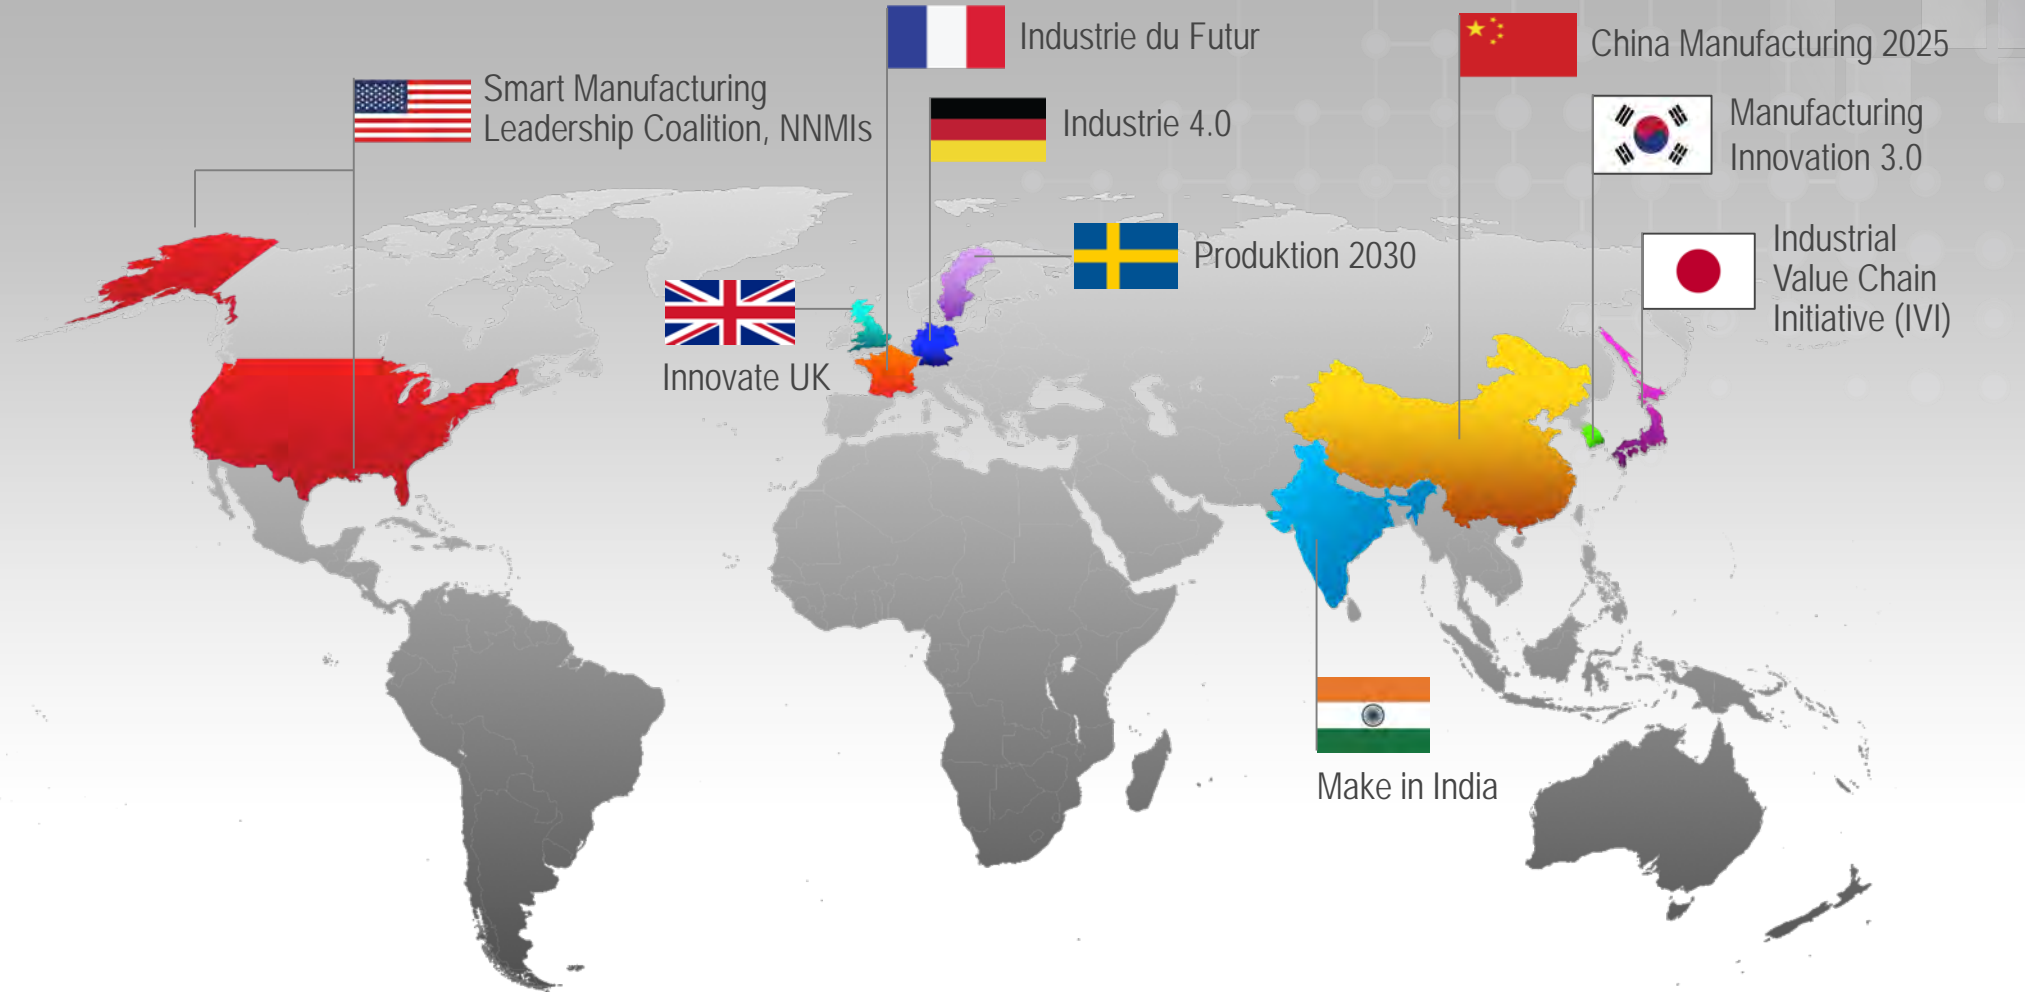 Industrie du Futur
China Manufacturing 2025
Smart Manufacturing
Leadership Coalition, NNMIs
Industrie 4.0
Manufacturing
Innovation 3.0
Produktion 2030
Industrial
Value Chain
Initiative (IVI)
Innovate UK
Make in India